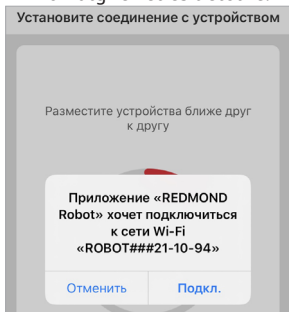 Установите соединение с устройством
Разместите устройства ближе друг
к другу
Приложение «REDMOND
Robot» хочет подключиться
к сети Wi-Fi
«ROBOT###21-10-94»
Отменить
Подкл.